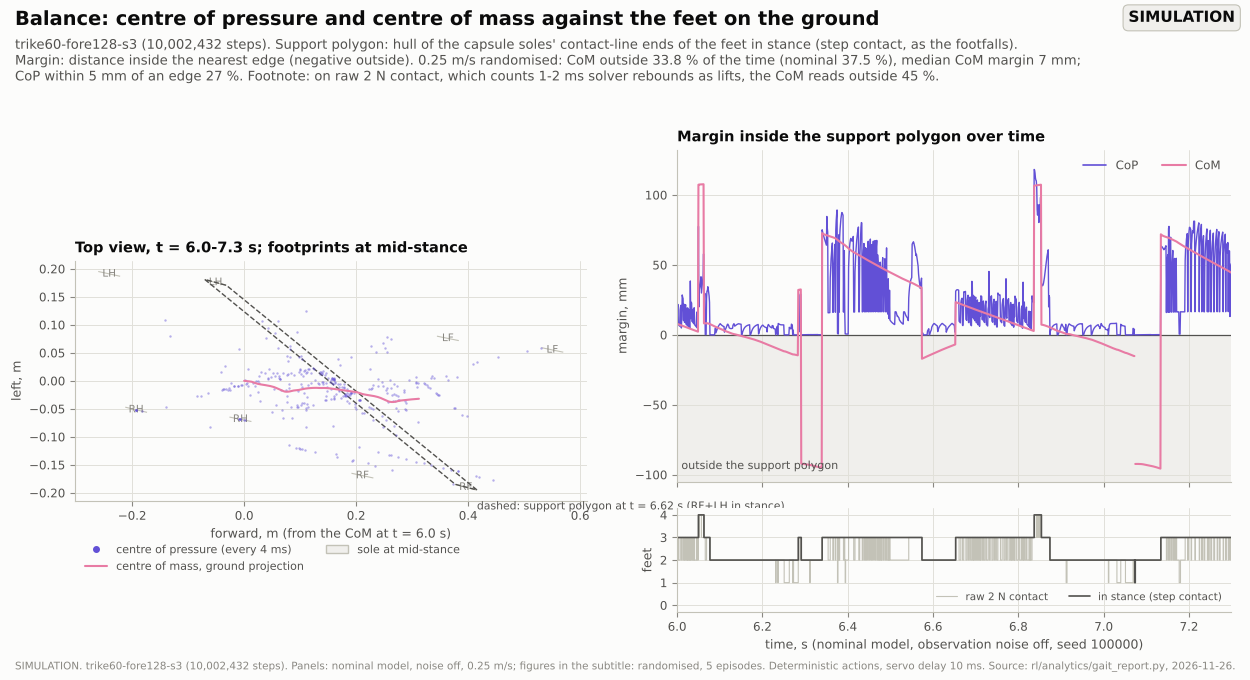 Balance: centre of pressure and centre of mass against the feet on the ground
SIMULATION
trike60-fore128-s3 (10,002,432 steps). Support polygon: hull of the capsule soles' contact-line ends of the feet in stance (step contact, as the footfalls).
Margin: distance inside the nearest edge (negative outside). 0.25 m/s randomised: CoM outside 33.8 % of the time (nominal 37.5 %), median CoM margin 7 mm;
CoP within 5 mm of an edge 27 %. Footnote: on raw 2 N contact, which counts 1-2 ms solver rebounds as lifts, the CoM reads outside 45 %.
Top view, t = 6.0-7.3 s; footprints at mid-stance
0.20
0.15
0.10
0.05
0.00
−0.05
−0.10
−0.15
−0.20
left, m
LH
LH
LF
LF
RH
RH
RF
RF
−0.2
0.0
0.2
0.4
0.6
dashed: support polygon at t = 6.62 s (RF+LH in stance)
forward, m (from the CoM at t = 6.0 s)
centre of pressure (every 4 ms)
sole at mid-stance
centre of mass, ground projection
Margin inside the support polygon over time
CoP
CoM
100
50
0
−50
−100
margin, mm
outside the support polygon
4
3
2
1
0
feet
raw 2 N contact
in stance (step contact)
6.0
6.2
6.4
6.6
6.8
7.0
7.2
time, s (nominal model, observation noise off, seed 100000)
SIMULATION. trike60-fore128-s3 (10,002,432 steps). Panels: nominal model, noise off, 0.25 m/s; figures in the subtitle: randomised, 5 episodes. Deterministic actions, servo delay 10 ms. Source: rl/analytics/gait_report.py, 2026-11-26.